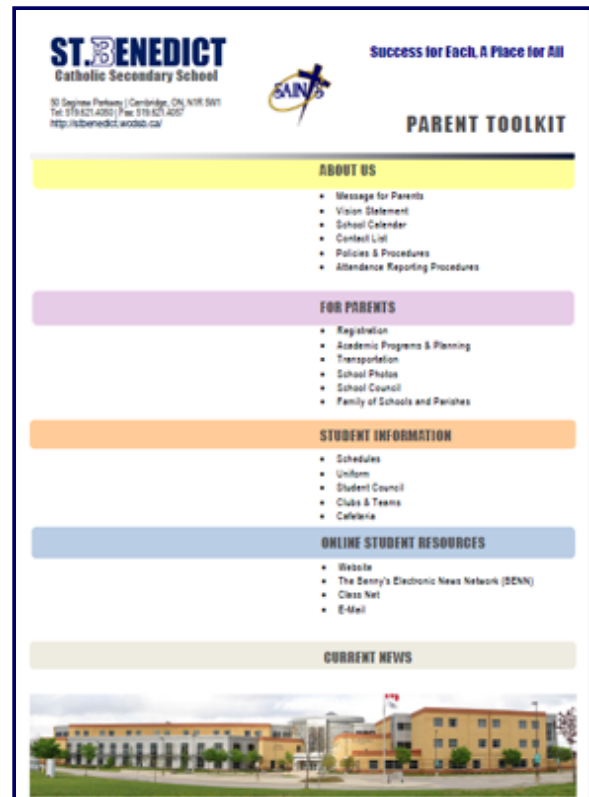 ST. BENEDICT
Catholic Secondary School
Success for Each, A Place for All
SAINTS
50 Saginaw Parkway | Cambridge, ON, N1R 5W1
Tel: 519.621.4050 | Fax: 519.621.4057
http://stbenedict.wcdsb.ca/
PARENT TOOLKIT
ABOUT US
• Message for Parents
• Vision Statement
• School Calendar
• Contact List
• Policies & Procedures
• Attendance Reporting Procedures
FOR PARENTS
• Registration
• Academic Programs & Planning
• Transportation
• School Photos
• School Council
• Family of Schools and Parishes
STUDENT INFORMATION
• Schedules
• Uniform
• Student Council
• Clubs & Teams
• Cafeteria
ONLINE STUDENT RESOURCES
• Website
• The Benny's Electronic News Network (BENN)
• Class Net
• E-Mail
CURRENT NEWS